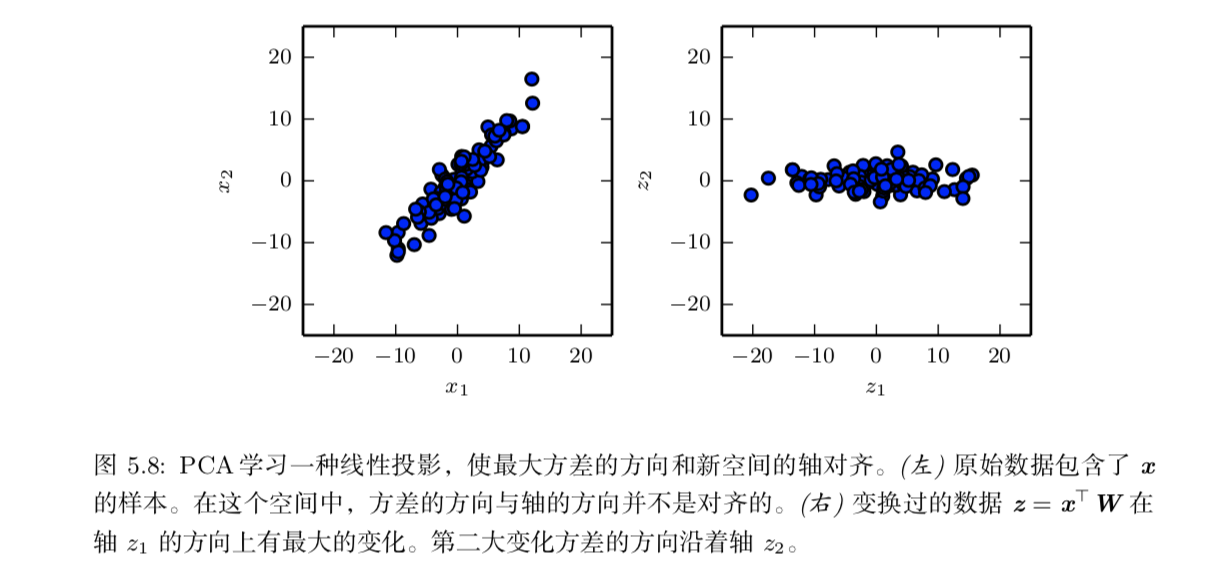 20 20
10 10
x2 0 z2 0
−10 −10
−20 −20
−20 −10 0 10 20 −20 −10 0 10 20
x1 z1
图 5.8: PCA 学习一种线性投影，使最大方差的方向和新空间的轴对齐。(左) 原始数据包含了 x
的样本。在这个空间中，方差的方向与轴的方向并不是对齐的。(右) 变换过的数据 z = x⊤ W 在
轴 z1 的方向上有最大的变化。第二大变化方差的方向沿着轴 z2。